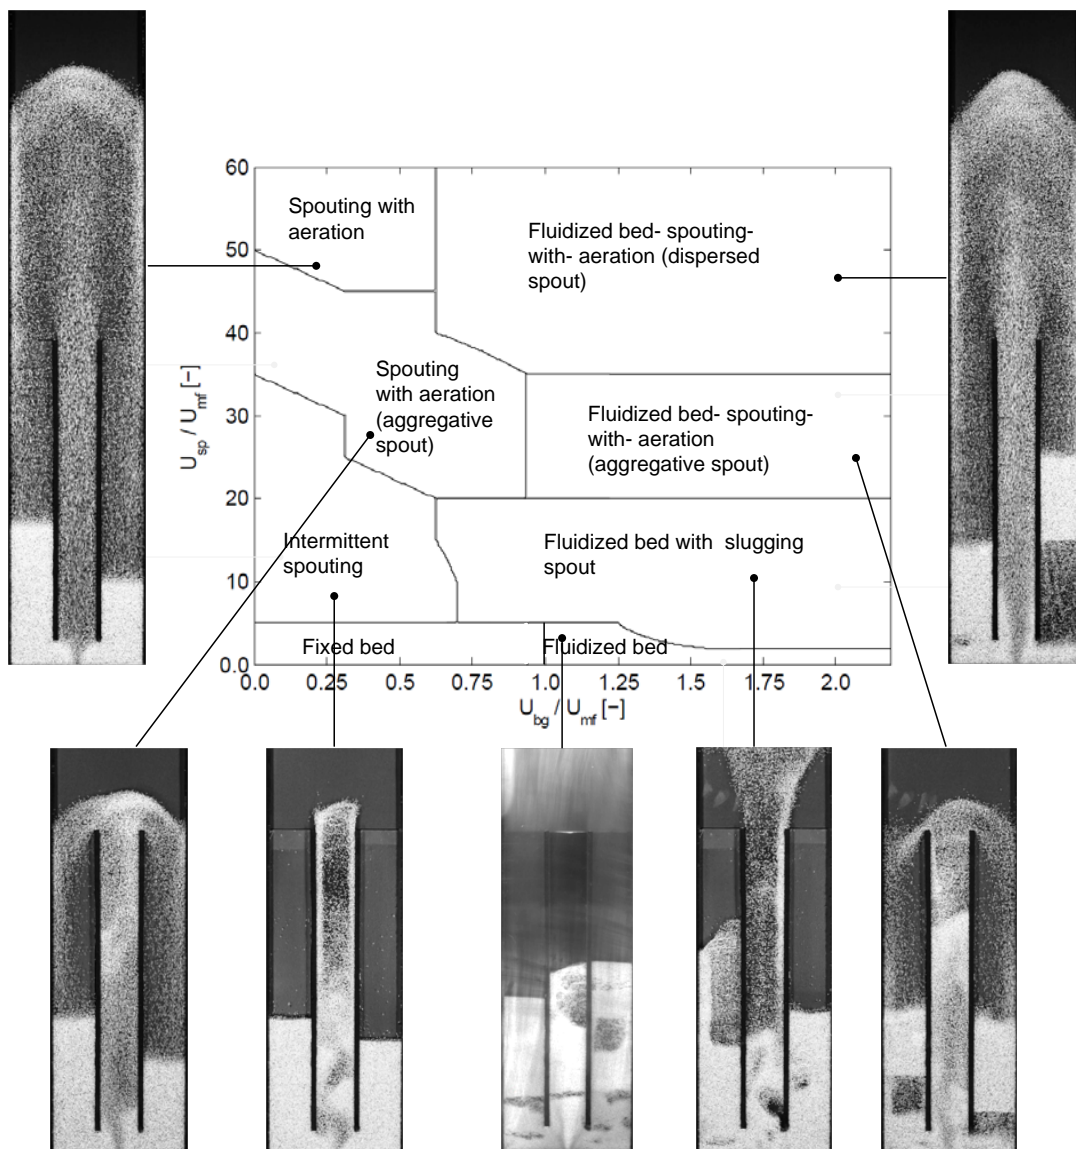 60
50
40
30
20
10
0.0
U_sp / U_mf [−]
Spouting with
aeration
Fluidized bed- spouting-
with- aeration (dispersed
spout)
Spouting
with aeration
(aggregative
spout)
Fluidized bed- spouting-
with- aeration
(aggregative spout)
Intermittent
spouting
Fluidized bed with slugging
spout
Fixed bed
Fluidized bed
0.0 0.25 0.5 0.75 1.0 1.25 1.5 1.75 2.0
U_bg / U_mf [−]